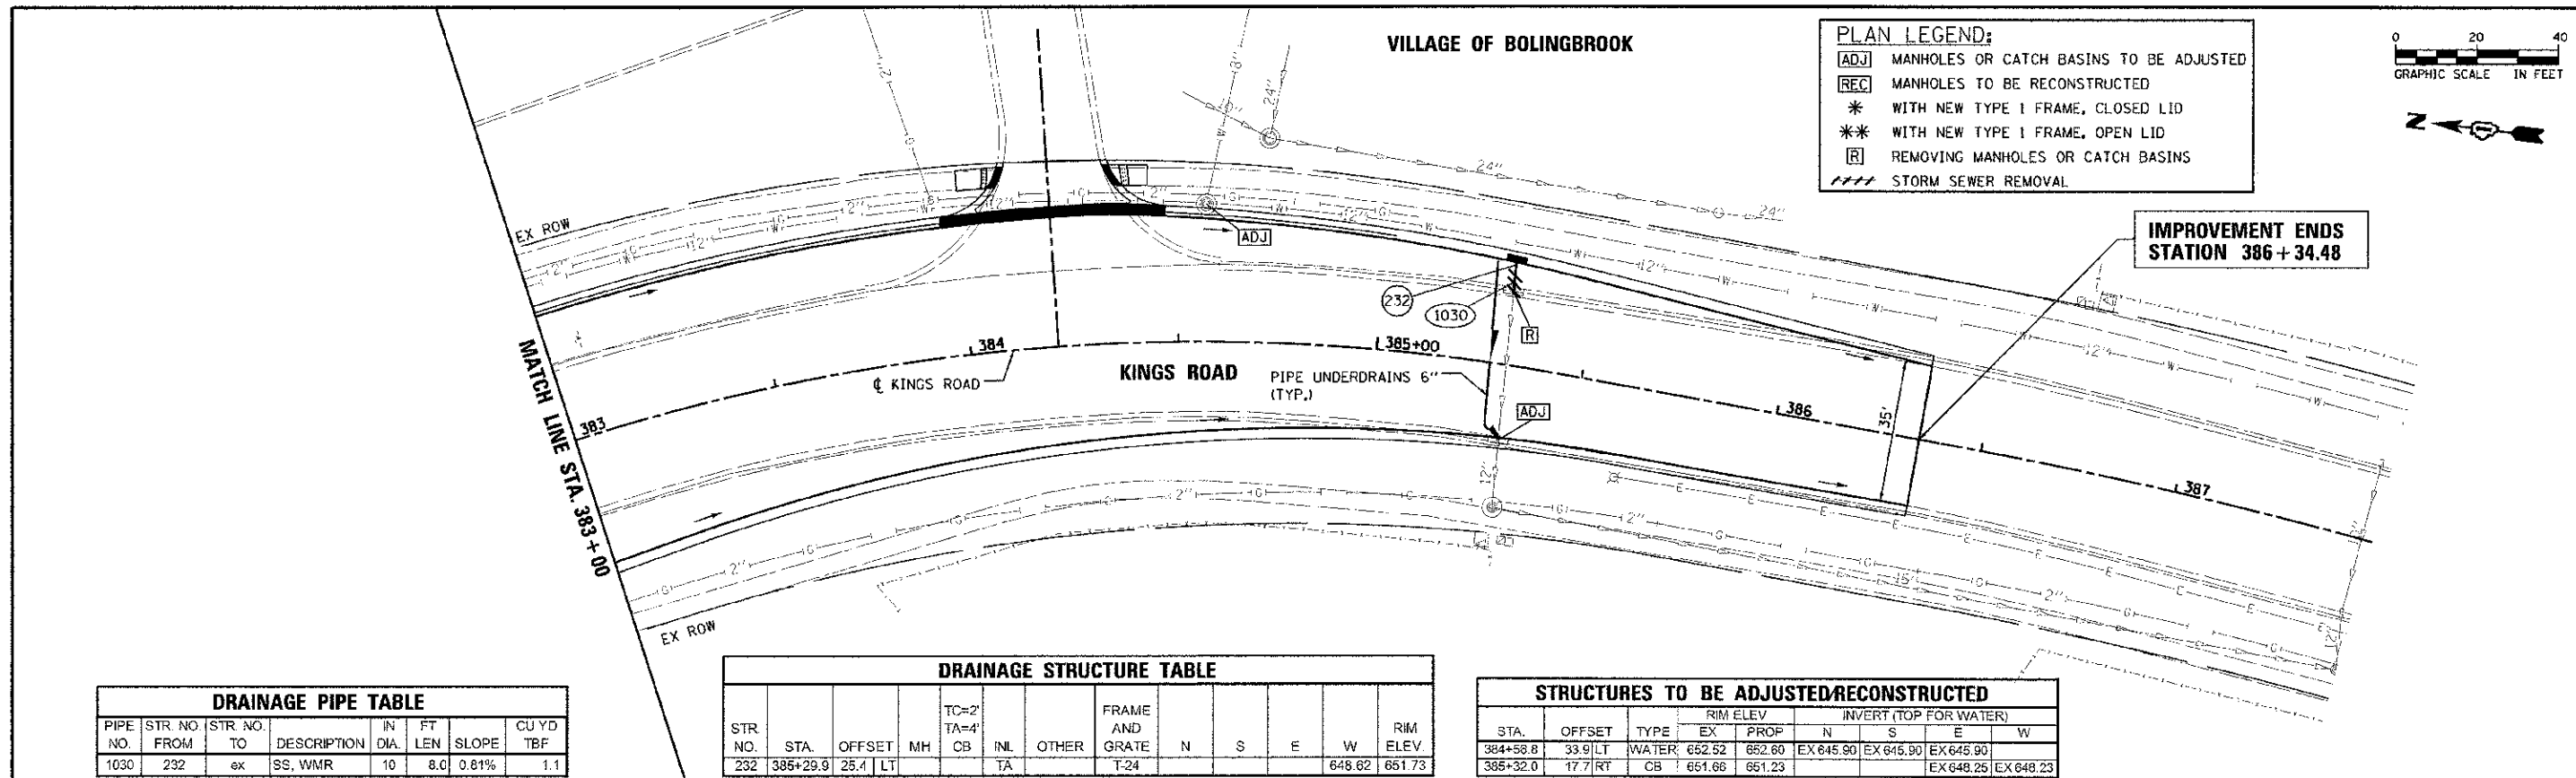 VILLAGE OF BOLINGBROOK
PLAN LEGEND:
ADJ MANHOLES OR CATCH BASINS TO BE ADJUSTED
REC MANHOLES TO BE RECONSTRUCTED
* WITH NEW TYPE 1 FRAME, CLOSED LID
** WITH NEW TYPE 1 FRAME, OPEN LID
R REMOVING MANHOLES OR CATCH BASINS
STORM SEWER REMOVAL
0 20 40
GRAPHIC SCALE IN FEET
Z
IMPROVEMENT ENDS
STATION 386+34.48
EX ROW
MATCH LINE STA. 383+00
383
384
385+00
386
387
℄ KINGS ROAD
KINGS ROAD
PIPE UNDERDRAINS 6"
(TYP.)
ADJ
232
1030
R
ADJ
35'
24"
24"
24"
12"
EX ROW
DRAINAGE PIPE TABLE
PIPE NO. STR. NO. FROM STR. NO. TO DESCRIPTION IN DIA. FT LEN SLOPE CU YD TBF
1030 232 ex SS, WMR 10 8.0 0.81% 1.1
DRAINAGE STRUCTURE TABLE
STR. NO. STA. OFFSET MH TC=2' TA=4' CB INL OTHER FRAME AND GRATE N S E W RIM ELEV.
232 385+29.9 25.4 LT TA T-24 648.62 651.73
STRUCTURES TO BE ADJUSTED/RECONSTRUCTED
STA. OFFSET TYPE RIM ELEV EX PROP INVERT (TOP FOR WATER) N S E W
384+58.8 33.9 LT WATER 652.52 652.60 EX 645.90 EX 645.90 EX 645.90
385+32.0 17.7 RT CB 651.66 651.23 EX 648.25 EX 648.23